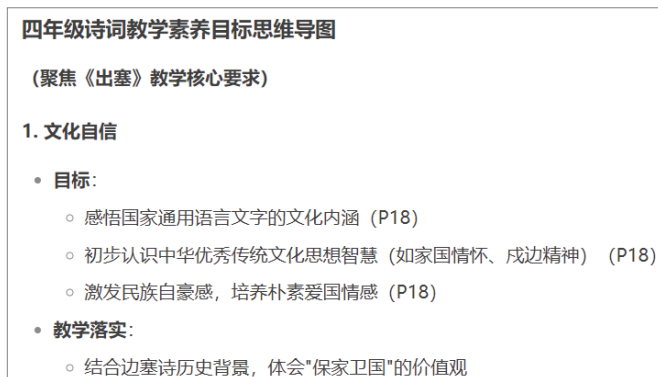 四年级诗词教学素养目标思维导图
（聚焦《出塞》教学核心要求）
1. 文化自信
目标：
感悟国家通用语言文字的文化内涵（P18）
初步认识中华优秀传统文化思想智慧（如家国情怀、戍边精神）（P18）
激发民族自豪感，培养朴素爱国情感（P18）
教学落实：
结合边塞诗历史背景，体会"保家卫国"的价值观